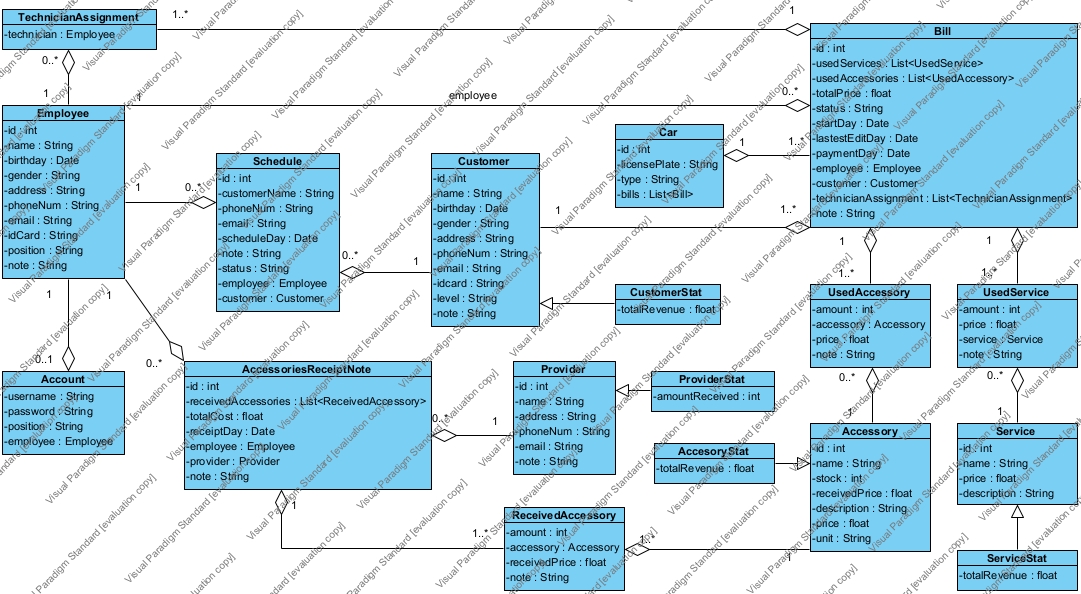 TechnicianAssignment
-technician : Employee
1..*
1
0..*
1
Employee
-id : int
-name : String
-birthday : Date
-gender : String
-address : String
-phoneNum : String
-email : String
-idCard : String
-position : String
-note : String
1
employee
0..*
Bill
-id : int
-usedServices : List<UsedService>
-usedAccessories : List<UsedAccessory>
-totalPrice : float
-status : String
-startDay : Date
-lastestEditDay : Date
-paymentDay : Date
-employee : Employee
-customer : Customer
-technicianAssignment : List<TechnicianAssignment>
-note : String
Car
-id : int
-licensePlate : String
-type : String
-bills : List<Bill>
1
1..*
1
0..*
Schedule
-id : int
-customerName : String
-phoneNum : String
-email : String
-scheduleDay : Date
-note : String
-status : String
-employee : Employee
-customer : Customer
0..*
1
Customer
-id : int
-name : String
-birthday : Date
-gender : String
-address : String
-phoneNum : String
-email : String
-idcard : String
-level : String
-note : String
1
1..*
CustomerStat
-totalRevenue : float
1
1..*
1
1..*
UsedAccessory
-amount : int
-accessory : Accessory
-price : float
-note : String
0..*
1
UsedService
-amount : int
-price : float
-service : Service
-note : String
0..*
1
1
0..1
1
0..*
Account
-username : String
-password : String
-position : String
-employee : Employee
AccessoriesReceiptNote
-id : int
-receivedAccessories : List<ReceivedAccessory>
-totalCost : float
-receiptDay : Date
-employee : Employee
-provider : Provider
-note : String
0..*
1
Provider
-id : int
-name : String
-address : String
-phoneNum : String
-email : String
-note : String
ProviderStat
-amountReceived : int
AccesoryStat
-totalRevenue : float
Accessory
-id : int
-name : String
-stock : int
-receivedPrice : float
-description : String
-price : float
-unit : String
Service
-id : int
-name : String
-price : float
-description : String
1
1..*
ReceivedAccessory
-amount : int
-accessory : Accessory
-receivedPrice : float
-note : String
1..*
1
ServiceStat
-totalRevenue : float
Visual Paradigm Standard [evaluation copy]